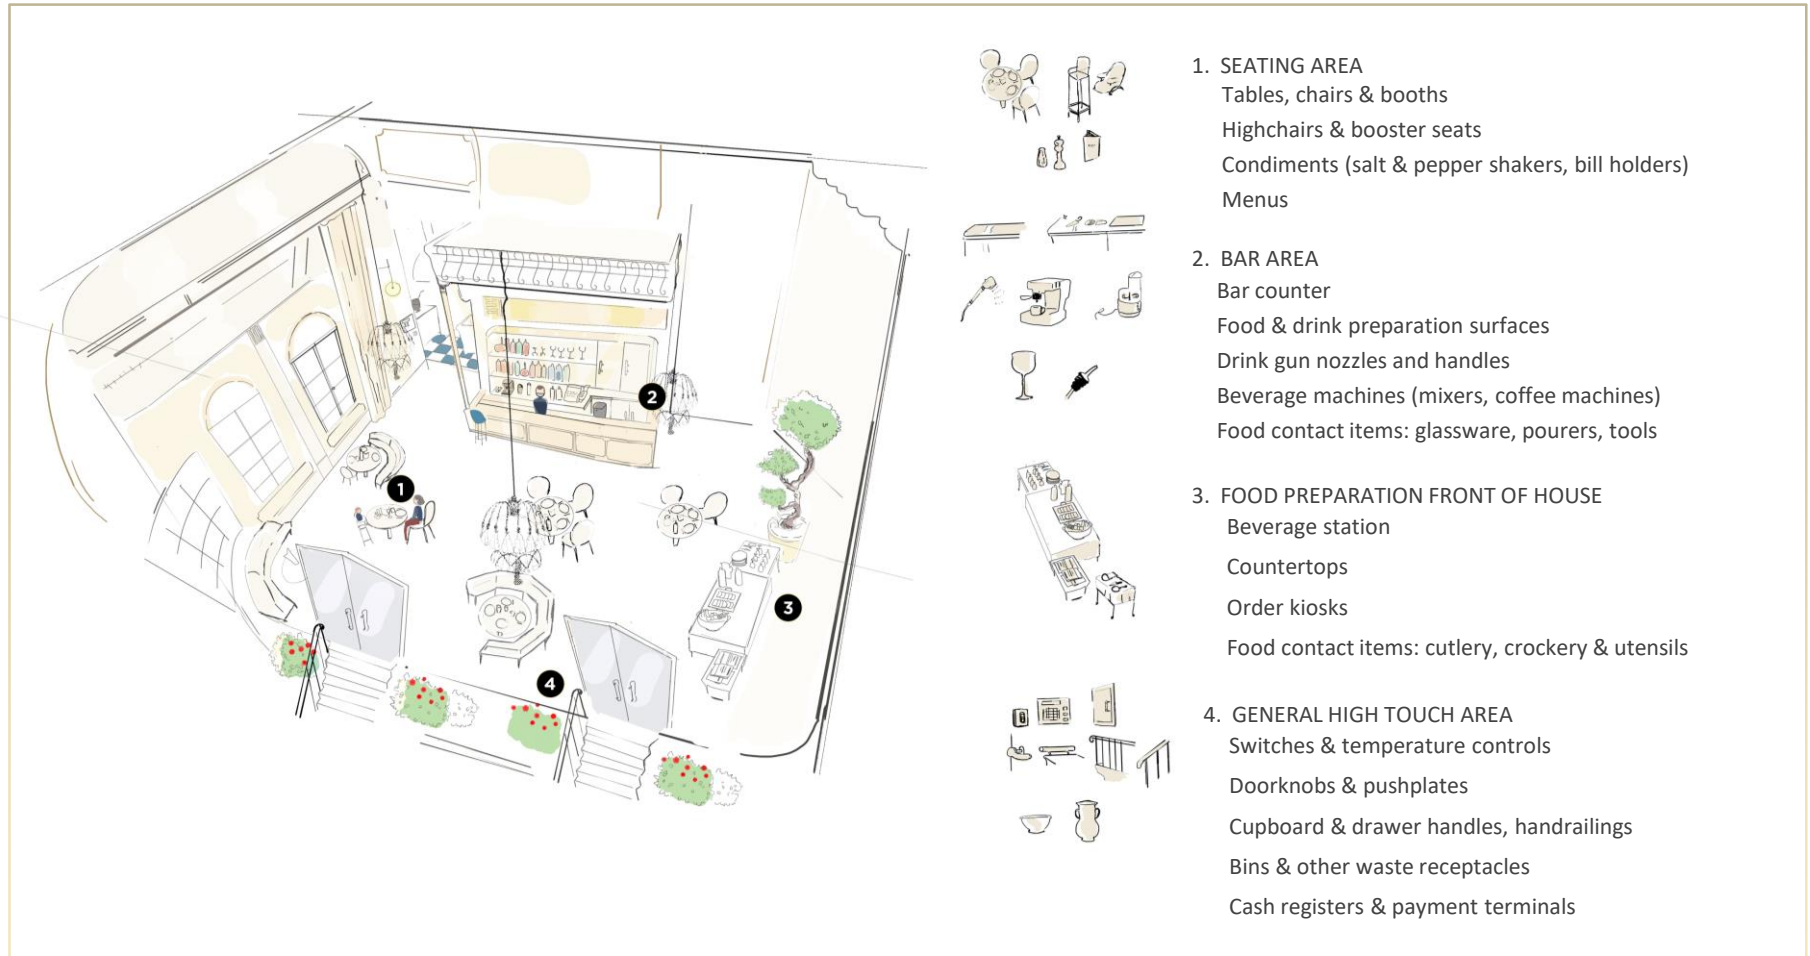 1. SEATING AREA
Tables, chairs & booths
Highchairs & booster seats
Condiments (salt & pepper shakers, bill holders)
Menus
2. BAR AREA
Bar counter
Food & drink preparation surfaces
Drink gun nozzles and handles
Beverage machines (mixers, coffee machines)
Food contact items: glassware, pourers, tools
3. FOOD PREPARATION FRONT OF HOUSE
Beverage station
Countertops
Order kiosks
Food contact items: cutlery, crockery & utensils
4. GENERAL HIGH TOUCH AREA
Switches & temperature controls
Doorknobs & pushplates
Cupboard & drawer handles, handrailings
Bins & other waste receptacles
Cash registers & payment terminals
1
2
3
4